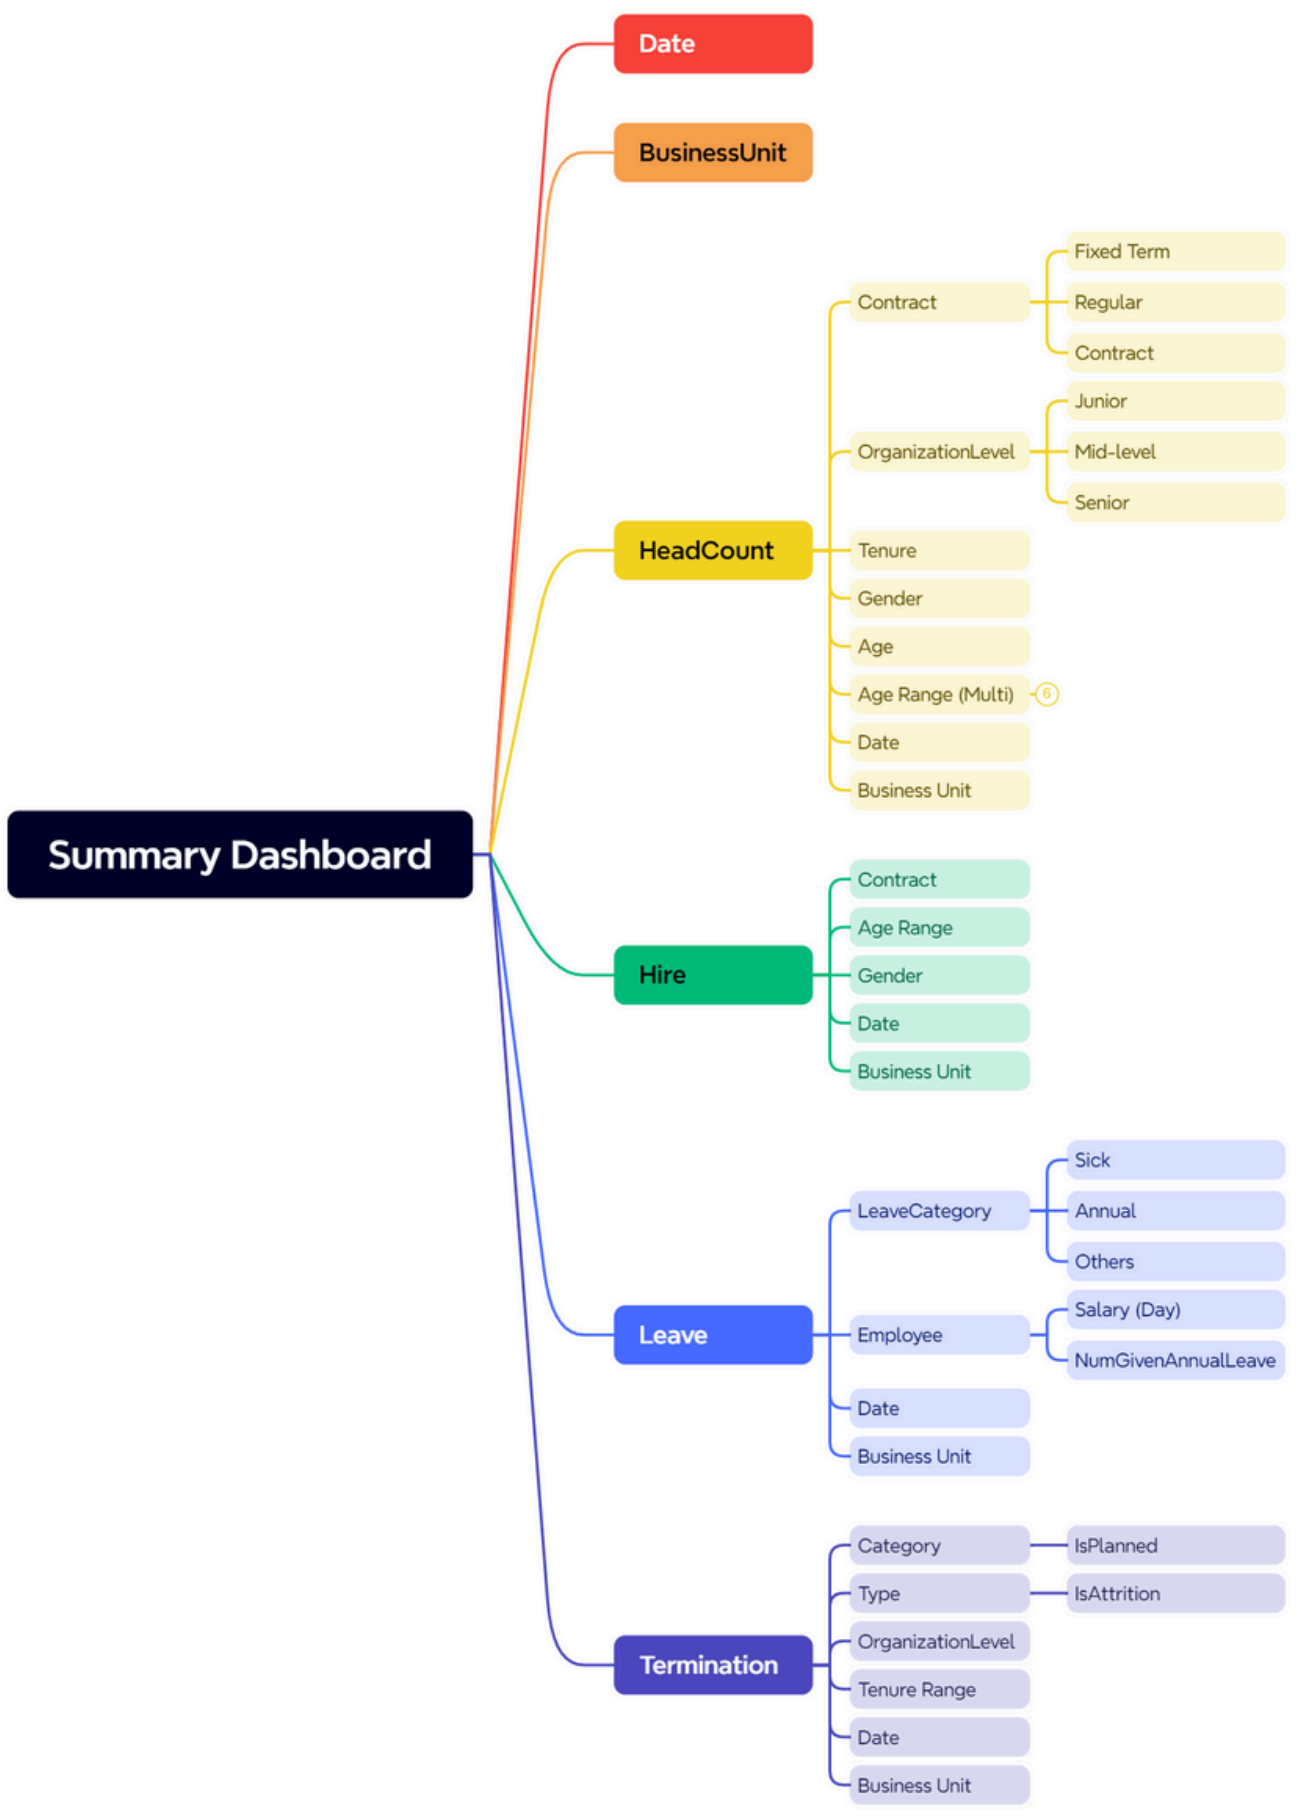 Summary Dashboard
Date
BusinessUnit
HeadCount
Contract
Fixed Term
Regular
Contract
OrganizationLevel
Junior
Mid-level
Senior
Tenure
Gender
Age
Age Range (Multi)
6
Date
Business Unit
Hire
Contract
Age Range
Gender
Date
Business Unit
Leave
LeaveCategory
Sick
Annual
Others
Employee
Salary (Day)
NumGivenAnnualLeave
Date
Business Unit
Termination
Category
IsPlanned
Type
IsAttrition
OrganizationLevel
Tenure Range
Date
Business Unit